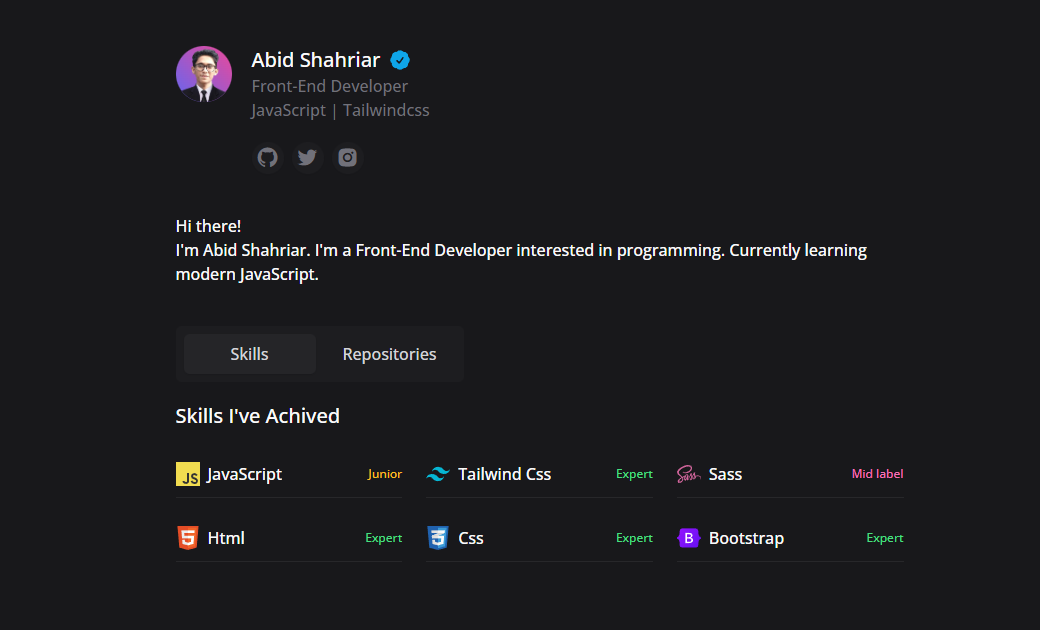 Abid Shahriar
Front-End Developer
JavaScript | Tailwindcss
Hi there!
I'm Abid Shahriar. I'm a Front-End Developer interested in programming. Currently learning
modern JavaScript.
Skills Repositories
Skills I've Achived
JS JavaScript Junior Tailwind Css Expert Sass Sass Mid label
5 Html Expert 3 Css Expert B Bootstrap Expert